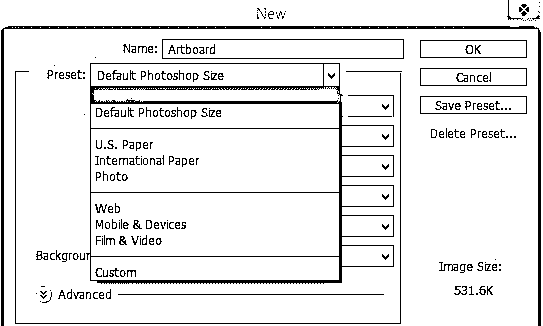 New
Name: Artboard
OK
Preset: Default Photoshop Size
Cancel
Save Preset...
Default Photoshop Size
Delete Preset...
U.S. Paper
International Paper
Photo
Web
Mobile & Devices
Film & Video
Backgroun
Custom
Image Size:
531.6K
Advanced